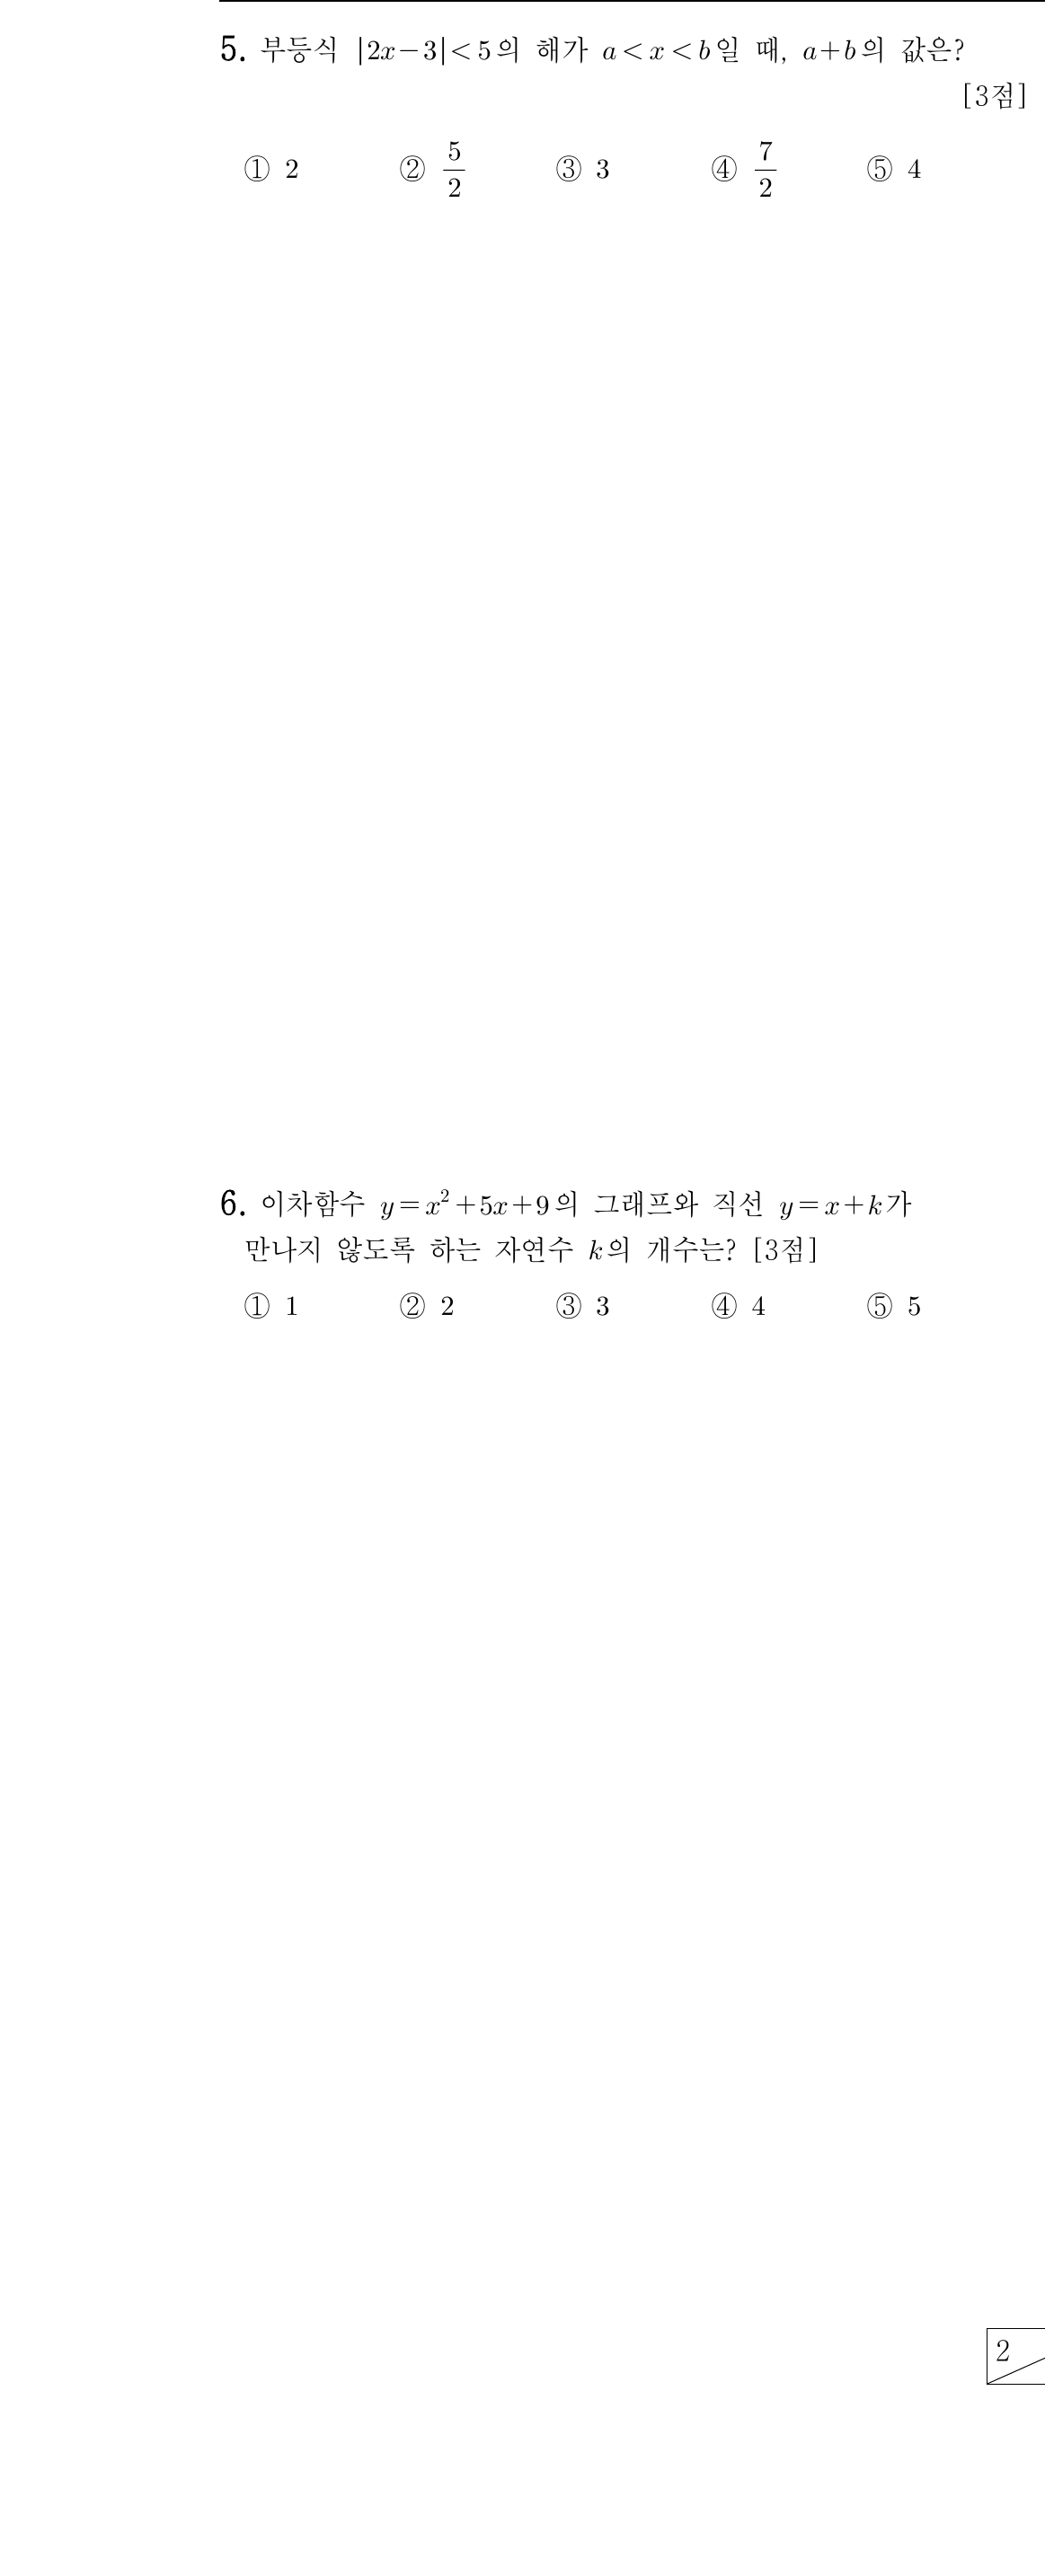 5. 부등식 |2x−3|<5의 해가 a<x<b일 때, a+b의 값은?
[3점]
① 2 ② 5/2 ③ 3 ④ 7/2 ⑤ 4
6. 이차함수 y=x²+5x+9의 그래프와 직선 y=x+k가
만나지 않도록 하는 자연수 k의 개수는? [3점]
① 1 ② 2 ③ 3 ④ 4 ⑤ 5
2